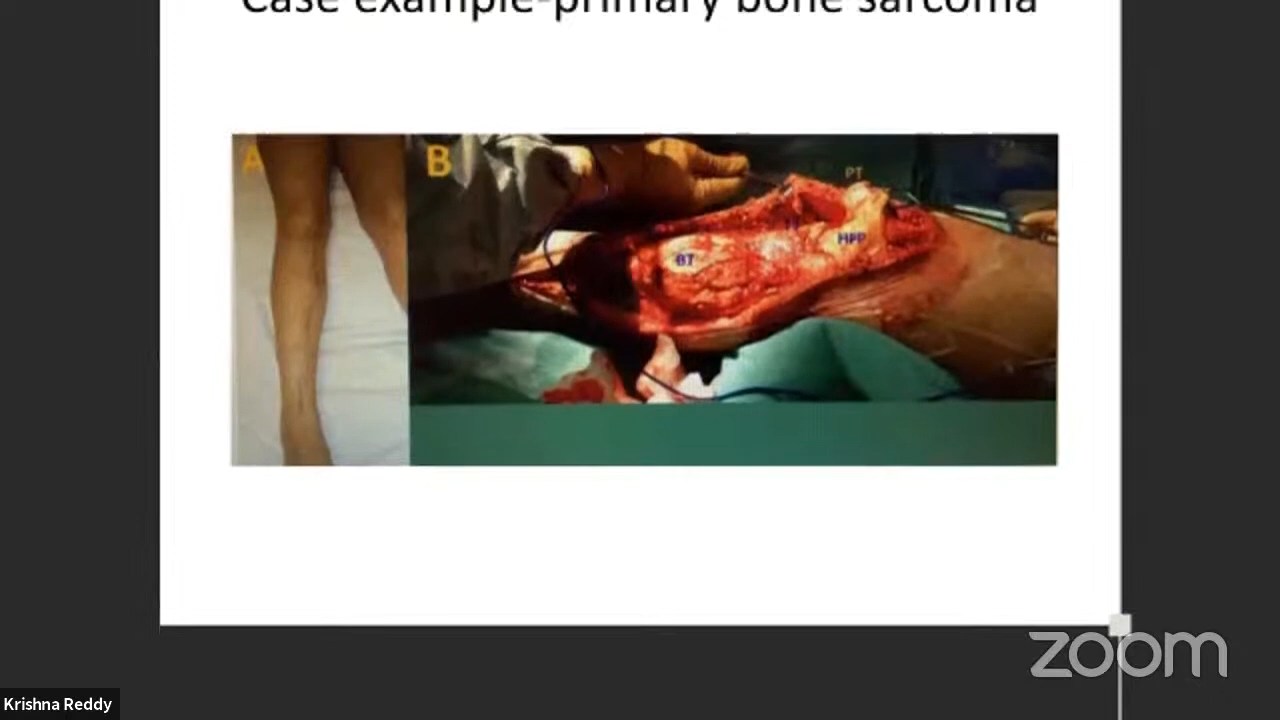 Case example-primary bone sarcoma
A
B
PT
HPP
BT
zoom
Krishna Reddy